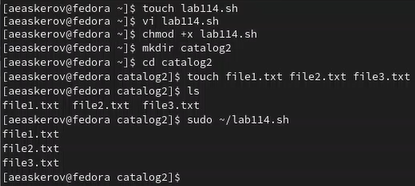 [aeaskerov@fedora ~]$ touch lab114.sh
[aeaskerov@fedora ~]$ vi lab114.sh
[aeaskerov@fedora ~]$ chmod +x lab114.sh
[aeaskerov@fedora ~]$ mkdir catalog2
[aeaskerov@fedora ~]$ cd catalog2
[aeaskerov@fedora catalog2]$ touch file1.txt file2.txt file3.txt
[aeaskerov@fedora catalog2]$ ls
file1.txt  file2.txt  file3.txt
[aeaskerov@fedora catalog2]$ sudo ~/lab114.sh
file1.txt
file2.txt
file3.txt
[aeaskerov@fedora catalog2]$